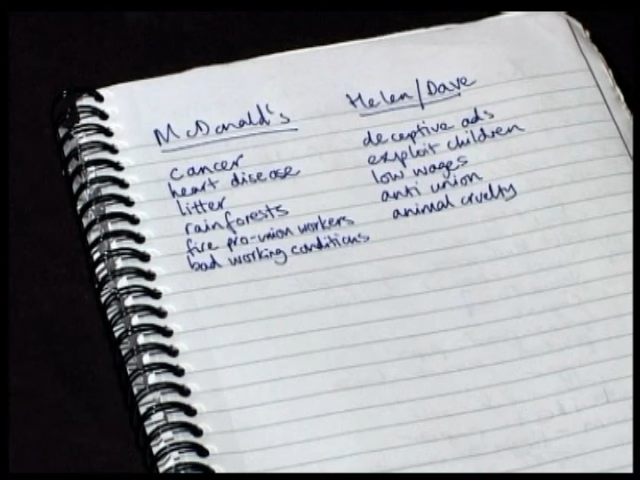 McDonald's
cancer
heart disease
litter
rainforests
fire pro-union workers
bad working conditions
Helen/Dave
deceptive ads
exploit children
low wages
anti union
animal cruelty